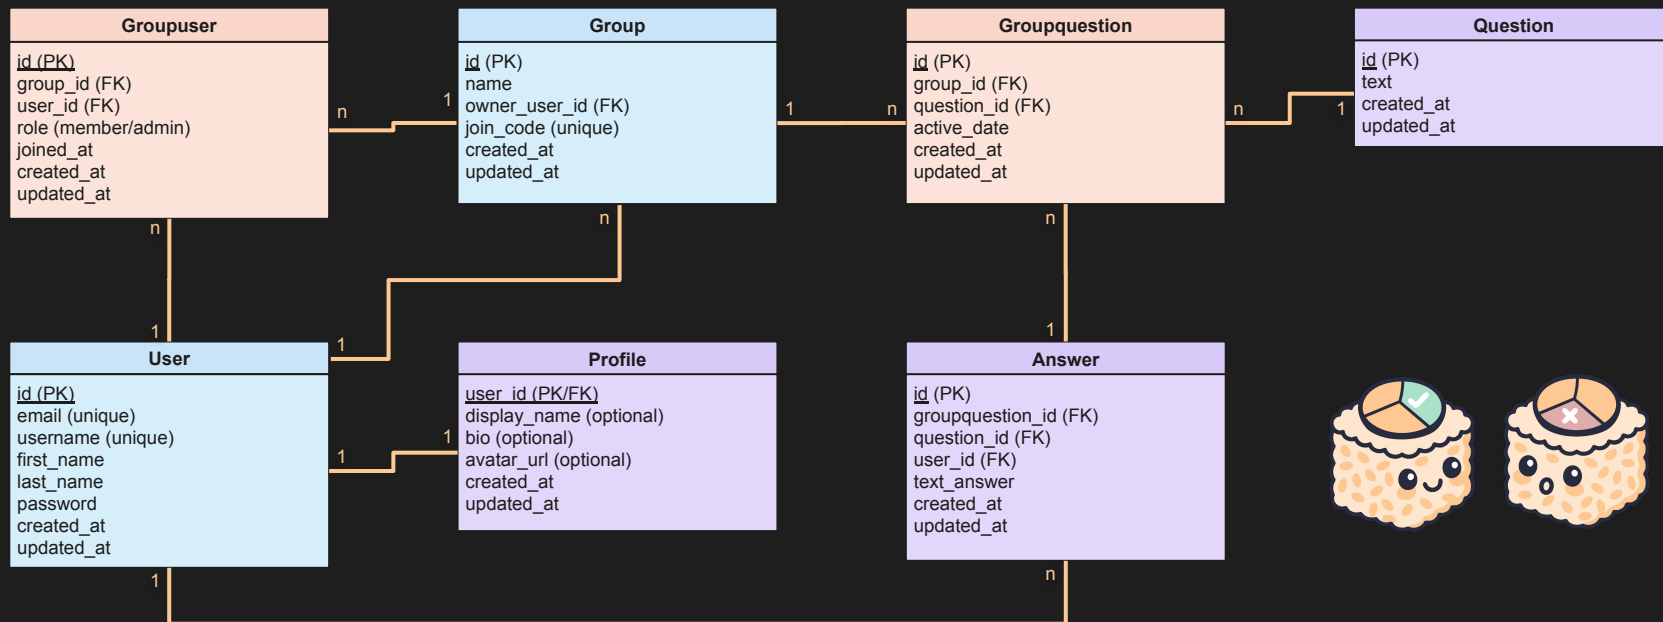 Groupuser
id (PK)
group_id (FK)
user_id (FK)
role (member/admin)
joined_at
created_at
updated_at
n
1
Group
id (PK)
name
owner_user_id (FK)
join_code (unique)
created_at
updated_at
1
n
Groupquestion
id (PK)
group_id (FK)
question_id (FK)
active_date
created_at
updated_at
n
1
Question
id (PK)
text
created_at
updated_at
n
1
n
1
n
1
User
id (PK)
email (unique)
username (unique)
first_name
last_name
password
created_at
updated_at
1
1
Profile
user_id (PK/FK)
display_name (optional)
bio (optional)
avatar_url (optional)
created_at
updated_at
Answer
id (PK)
groupquestion_id (FK)
question_id (FK)
user_id (FK)
text_answer
created_at
updated_at
1
n